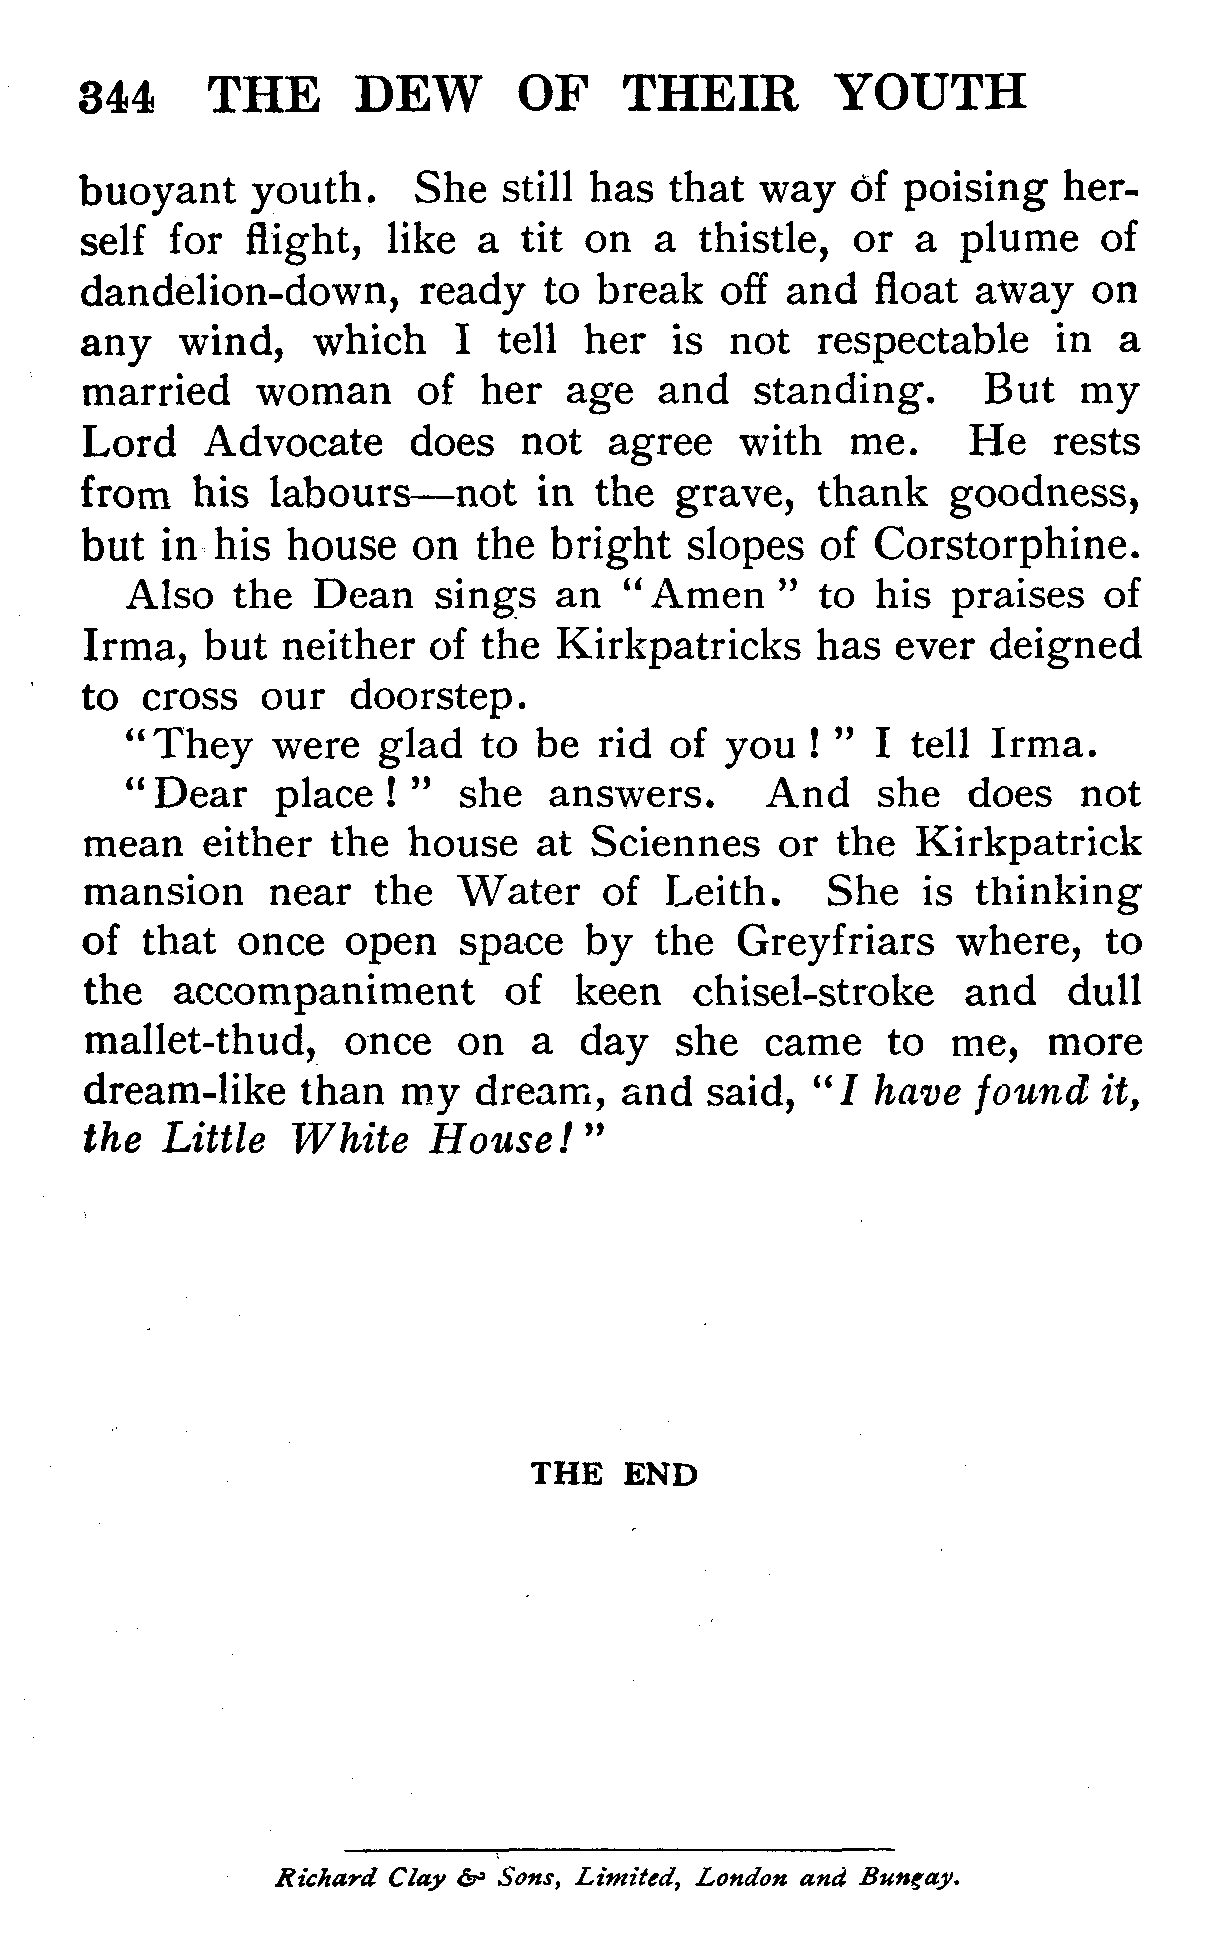 344 THE DEW OF THEIR YOUTH
buoyant youth. She still has that way of poising her-
self for flight, like a tit on a thistle, or a plume of
dandelion-down, ready to break off and float away on
any wind, which I tell her is not respectable in a
married woman of her age and standing. But my
Lord Advocate does not agree with me. He rests
from his labours—not in the grave, thank goodness,
but in his house on the bright slopes of Corstorphine.
Also the Dean sings an “Amen” to his praises of
Irma, but neither of the Kirkpatricks has ever deigned
to cross our doorstep.
“They were glad to be rid of you!” I tell Irma.
“Dear place!” she answers. And she does not
mean either the house at Sciennes or the Kirkpatrick
mansion near the Water of Leith. She is thinking
of that once open space by the Greyfriars where, to
the accompaniment of keen chisel-stroke and dull
mallet-thud, once on a day she came to me, more
dream-like than my dream, and said, “I have found it,
the Little White House!”
THE END
Richard Clay & Sons, Limited, London and Bungay.